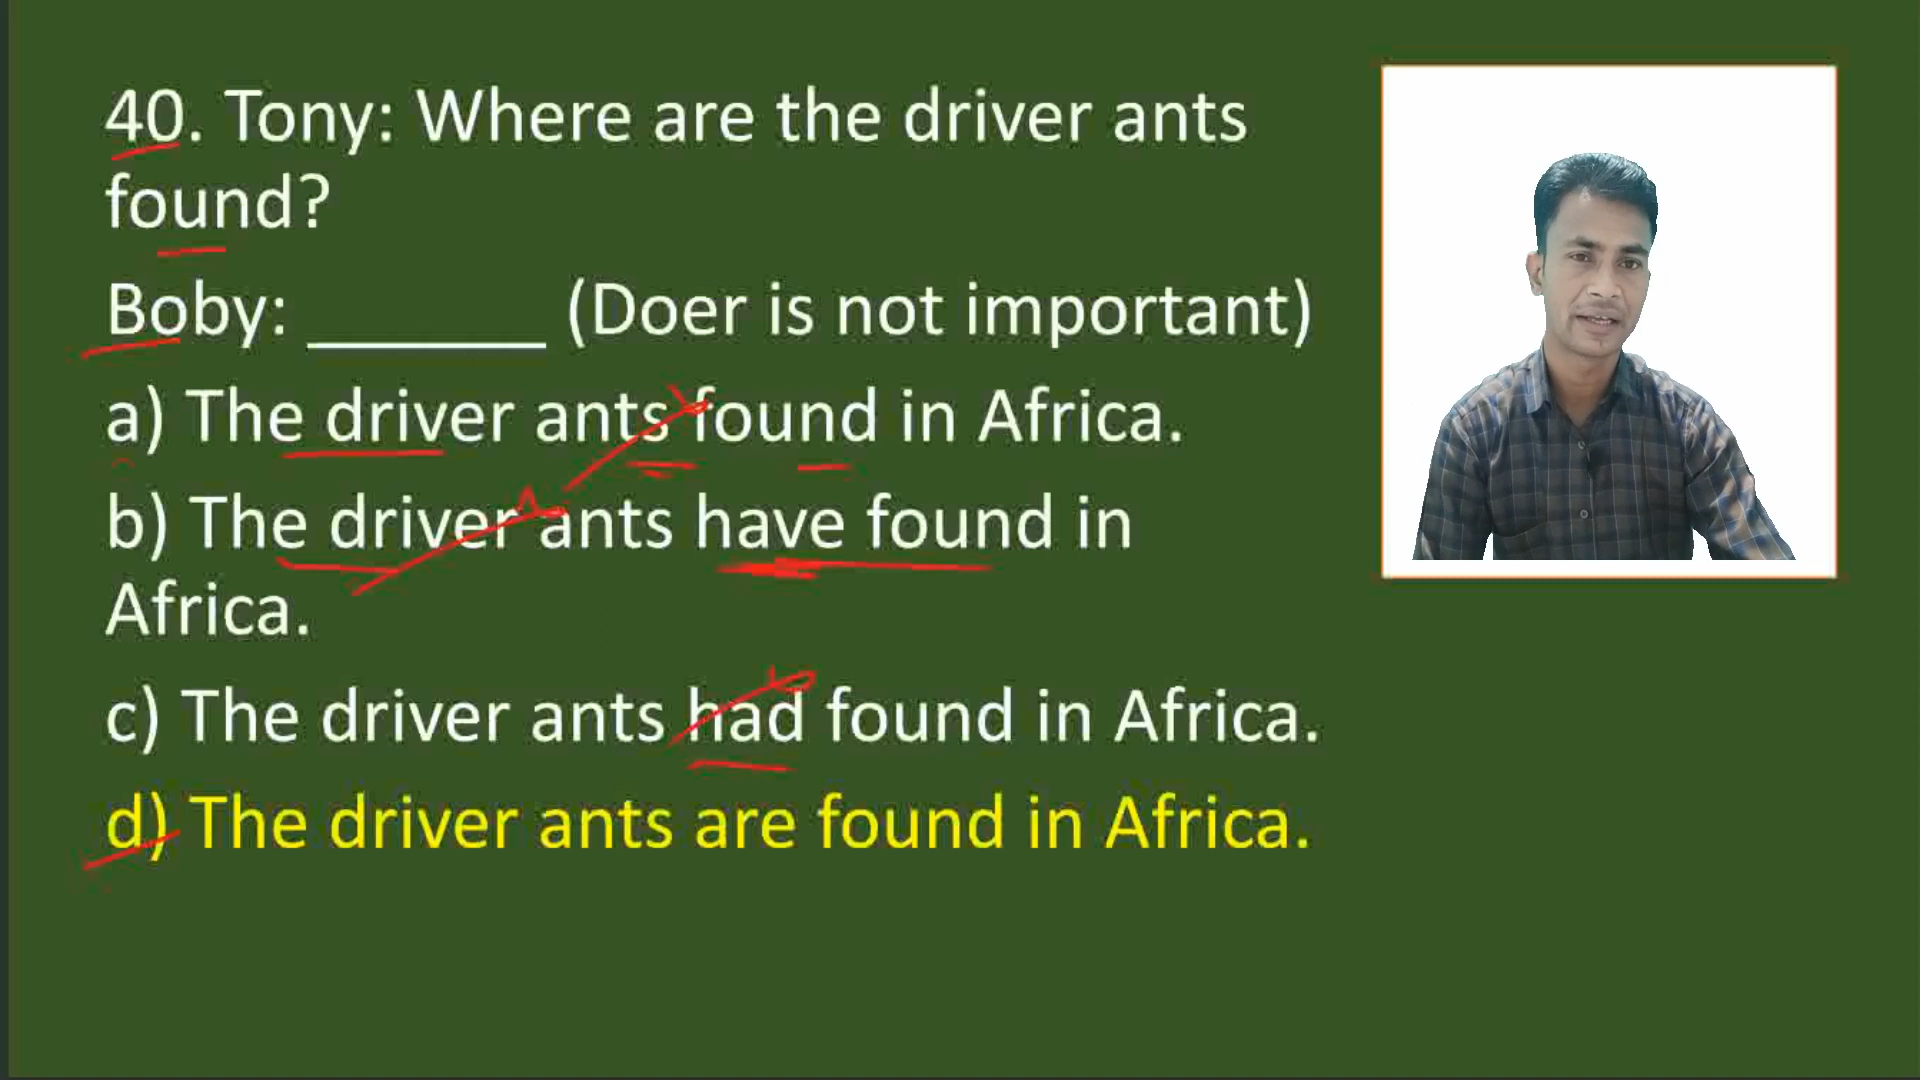 40. Tony: Where are the driver ants
found?
Boby: _______ (Doer is not important)
a) The driver ants found in Africa.
b) The driver ants have found in
Africa.
c) The driver ants had found in Africa.
d) The driver ants are found in Africa.